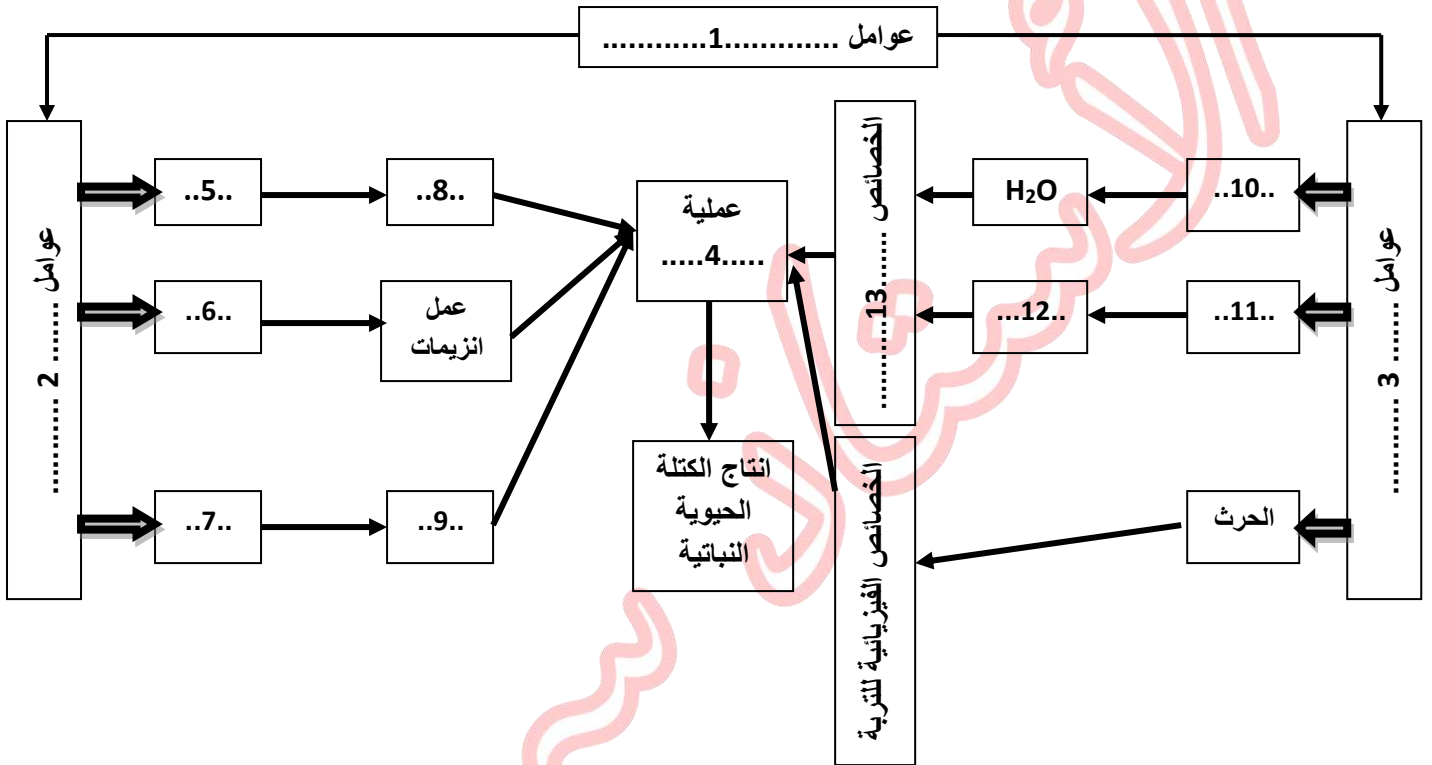 عوامل .............1............
عوامل ........ 2 ...........
..5..
..8..
..6..
عمل
انزيمات
..7..
..9..
عملية
.....4.....
انتاج الكتلة
الحيوية
النباتية
الخصائص ........13............
الخصائص الفيزيائية للتربة
H₂O
..10..
...12..
..11..
الحرث
عوامل ........ 3 ...........
الأستاذ